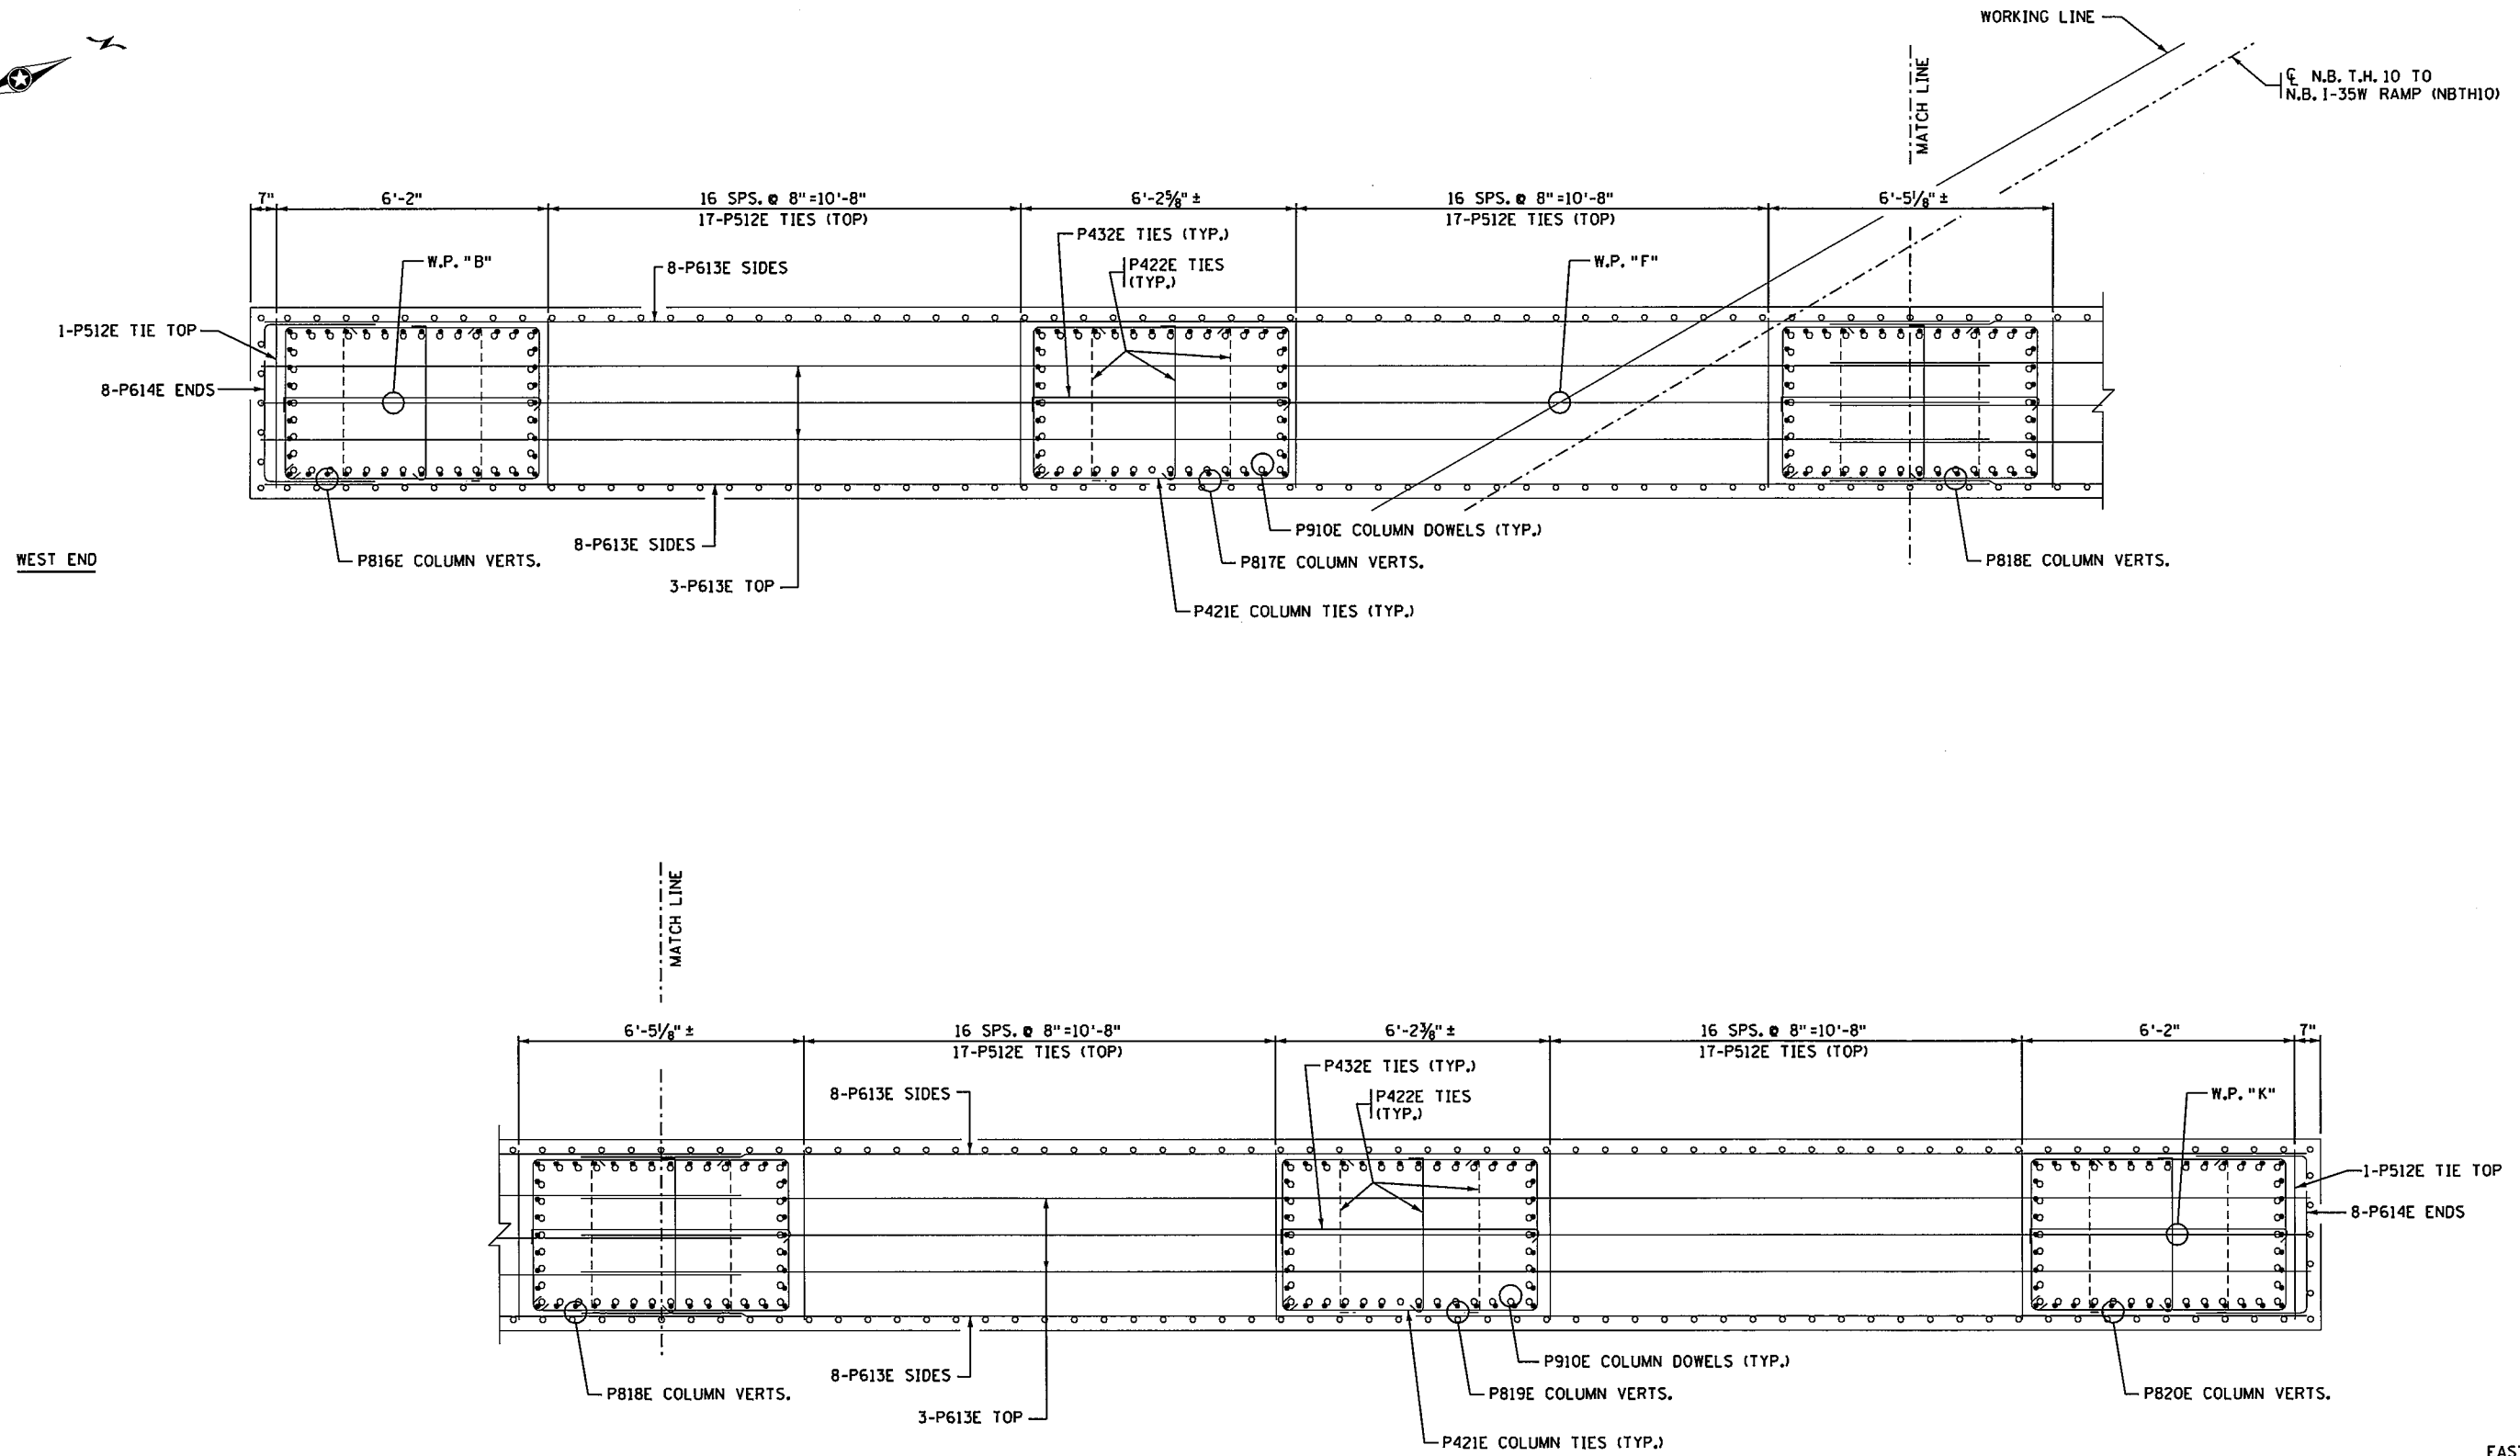 WORKING LINE
MATCH LINE
℄ N.B. T.H. 10 TO
N.B. I-35W RAMP (NBTH10)
7"
6'-2"
16 SPS. @ 8"=10'-8"
17-P512E TIES (TOP)
6'-2⅝" ±
16 SPS. @ 8"=10'-8"
17-P512E TIES (TOP)
6'-5⅛" ±
P432E TIES (TYP.)
W.P. "B"
8-P613E SIDES
P422E TIES
(TYP.)
W.P. "F"
1-P512E TIE TOP
8-P614E ENDS
P910E COLUMN DOWELS (TYP.)
8-P613E SIDES
WEST END
P816E COLUMN VERTS.
P817E COLUMN VERTS.
P818E COLUMN VERTS.
3-P613E TOP
P421E COLUMN TIES (TYP.)
MATCH LINE
6'-5⅛" ±
16 SPS. @ 8"=10'-8"
17-P512E TIES (TOP)
6'-2⅜" ±
16 SPS. @ 8"=10'-8"
17-P512E TIES (TOP)
6'-2"
7"
P432E TIES (TYP.)
8-P613E SIDES
P422E TIES
(TYP.)
W.P. "K"
1-P512E TIE TOP
8-P614E ENDS
P910E COLUMN DOWELS (TYP.)
8-P613E SIDES
P818E COLUMN VERTS.
P819E COLUMN VERTS.
P820E COLUMN VERTS.
3-P613E TOP
P421E COLUMN TIES (TYP.)
EAS